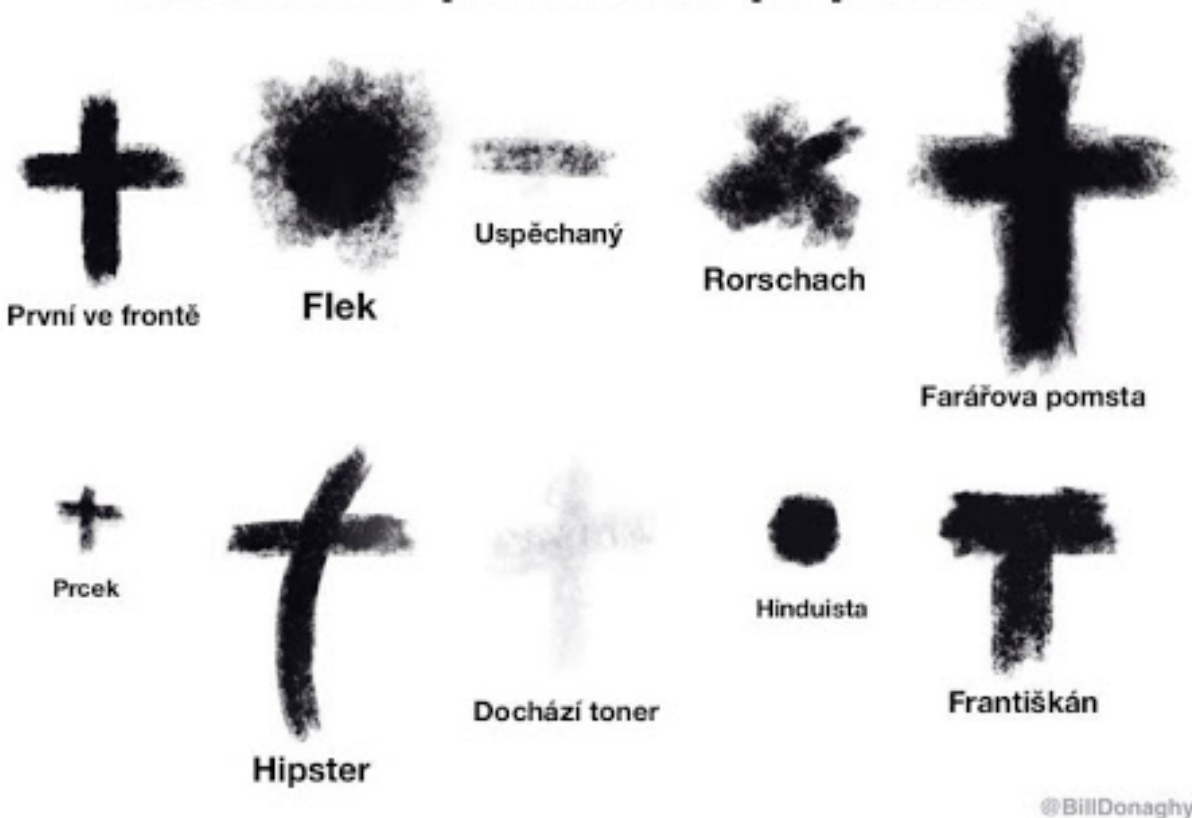 První ve frontě
Flek
Uspěchaný
Rorschach
Farářova pomsta
Prcek
Hipster
Dochází toner
Hinduista
Františkán
@BillDonaghy